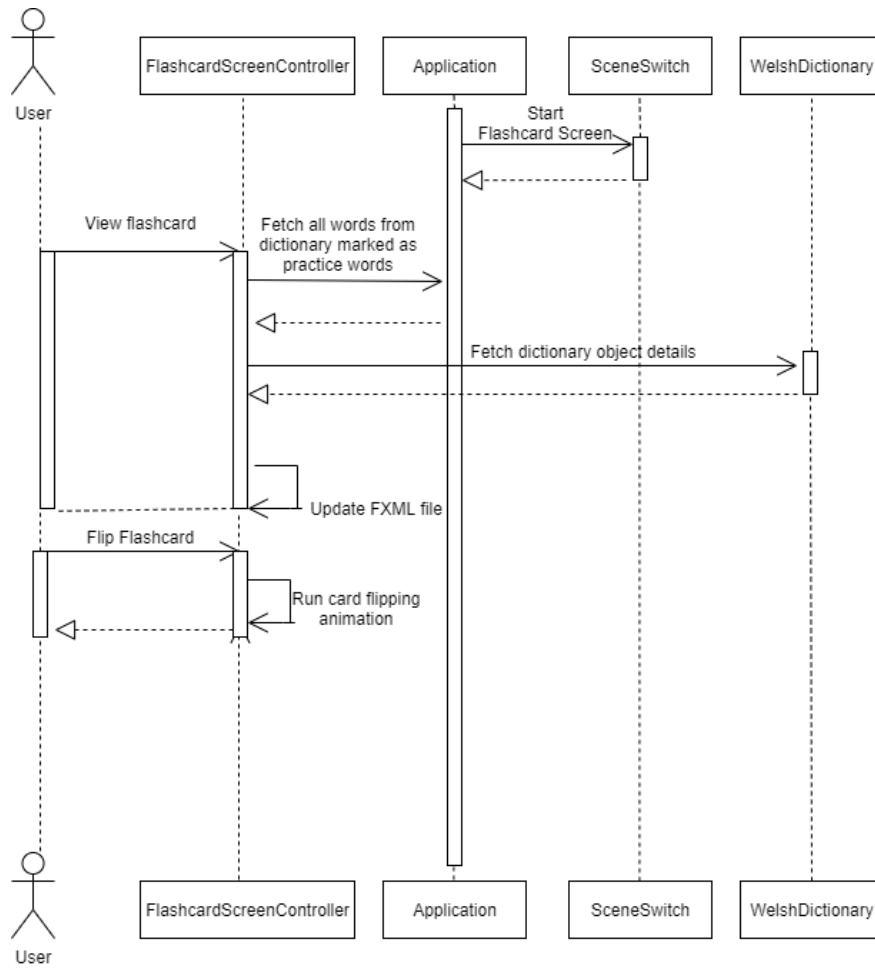 FlashcardScreenController
Application
SceneSwitch
WelshDictionary
User
Start
Flashcard Screen
View flashcard
Fetch all words from
dictionary marked as
practice words
Fetch dictionary object details
Update FXML file
Flip Flashcard
Run card flipping
animation
FlashcardScreenController
Application
SceneSwitch
WelshDictionary
User